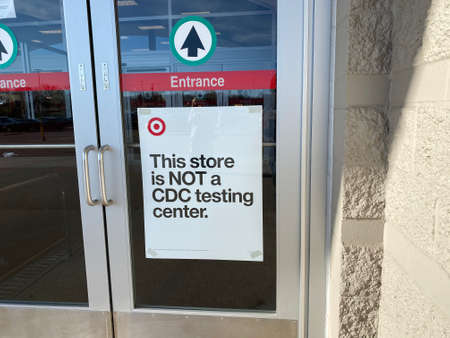 ance
Entrance
This store
is NOT a
CDC testing
center.